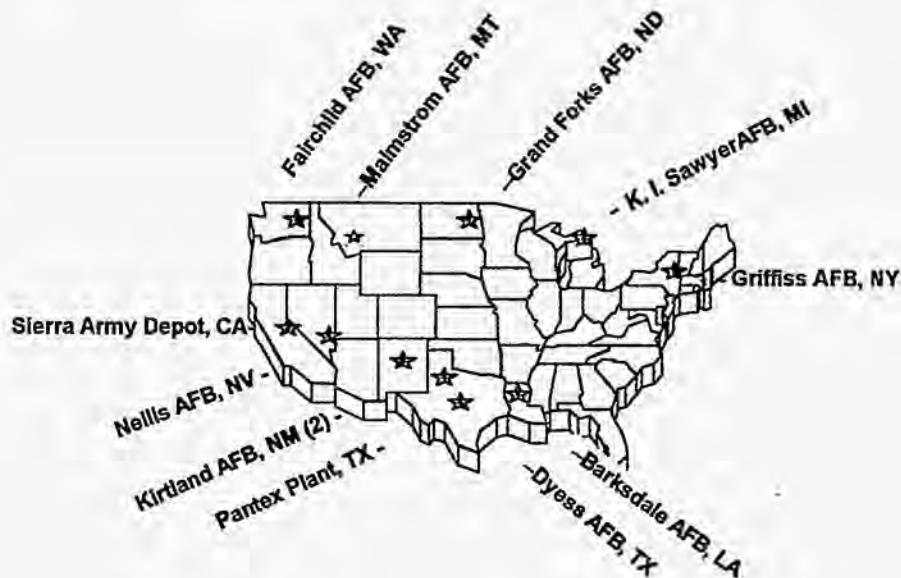 Fairchild AFB, WA
Malmstrom AFB, MT
Grand Forks AFB, ND
K. I. SawyerAFB, MI
Griffiss AFB, NY
Sierra Army Depot, CA
Nellis AFB, NV
Kirtland AFB, NM (2)
Pantex Plant, TX
Dyess AFB, TX
Barksdale AFB, LA